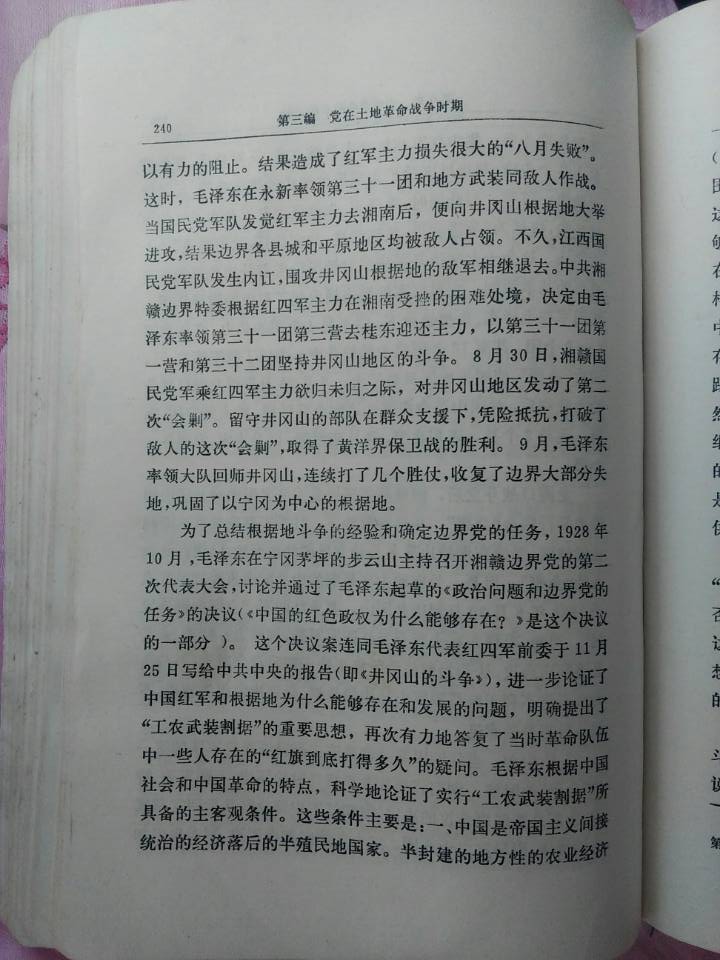 240
第三编 党在土地革命战争时期
以有力的阻止。结果造成了红军主力损失很大的“八月失败”。
这时，毛泽东在永新率领第三十一团和地方武装同敌人作战。
当国民党军队发觉红军主力去湘南后，便向井冈山根据地大举
进攻，结果边界各县城和平原地区均被敌人占领。不久，江西国
民党军队发生内讧，围攻井冈山根据地的敌军相继退去。中共湘
赣边界特委根据红四军主力在湘南受挫的困难处境，决定由毛
泽东率领第三十一团第三营去桂东迎还主力，以第三十一团第
一营和第三十二团坚持井冈山地区的斗争。8月30日，湘赣国
民党军乘红四军主力欲归未归之际，对井冈山地区发动了第二
次“会剿”。留守井冈山的部队在群众支援下，凭险抵抗，打破了
敌人的这次“会剿”，取得了黄洋界保卫战的胜利。9月，毛泽东
率领大队回师井冈山，连续打了几个胜仗，收复了边界大部分失
地，巩固了以宁冈为中心的根据地。
为了总结根据地斗争的经验和确定边界党的任务，1928年
10月，毛泽东在宁冈茅坪的步云山主持召开湘赣边界党的第二
次代表大会，讨论并通过了毛泽东起草的《政治问题和边界党的
任务》的决议(《中国的红色政权为什么能够存在？》是这个决议
的一部分)。这个决议案连同毛泽东代表红四军前委于11月
25日写给中共中央的报告(即《井冈山的斗争》)，进一步论证了
中国红军和根据地为什么能够存在和发展的问题，明确提出了
“工农武装割据”的重要思想，再次有力地答复了当时革命队伍
中一些人存在的“红旗到底打得多久”的疑问。毛泽东根据中国
社会和中国革命的特点，科学地论证了实行“工农武装割据”所
具备的主客观条件。这些条件主要是：一、中国是帝国主义间接
统治的经济落后的半殖民地国家。半封建的地方性的农业经济